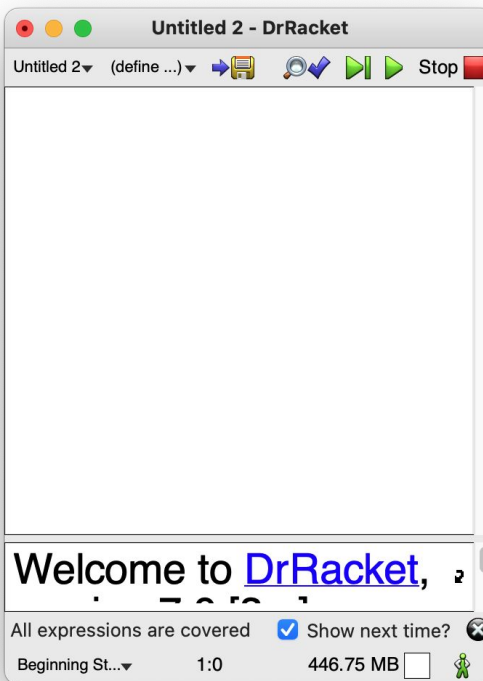 Untitled 2 - DrRacket
Untitled 2 (define ...) Stop
Welcome to DrRacket,
All expressions are covered Show next time?
Beginning St... 1:0 446.75 MB